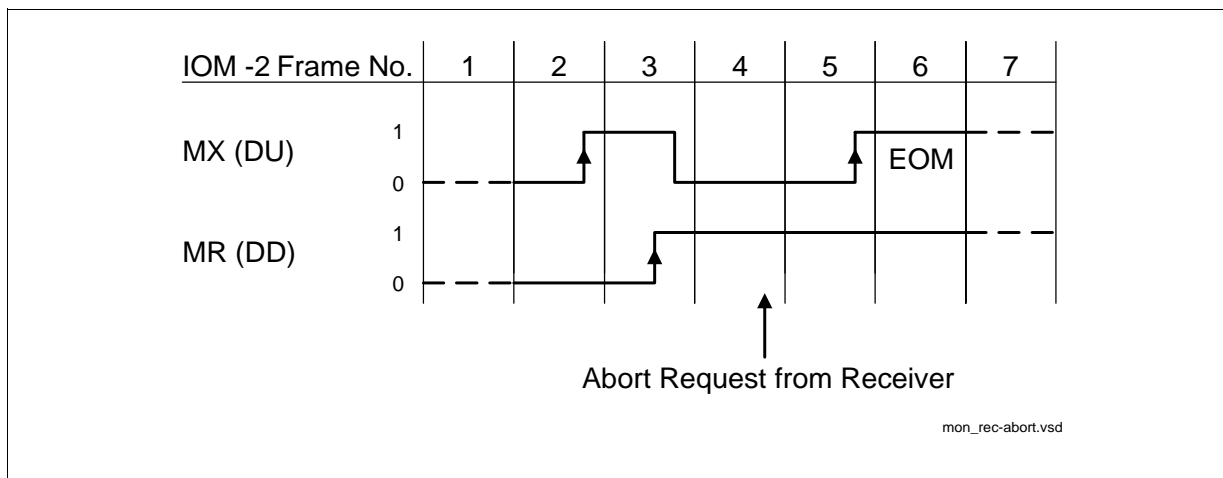 IOM -2 Frame No. 1 2 3 4 5 6 7
MX (DU) 1
0
EOM
MR (DD) 1
0
Abort Request from Receiver
mon_rec-abort.vsd